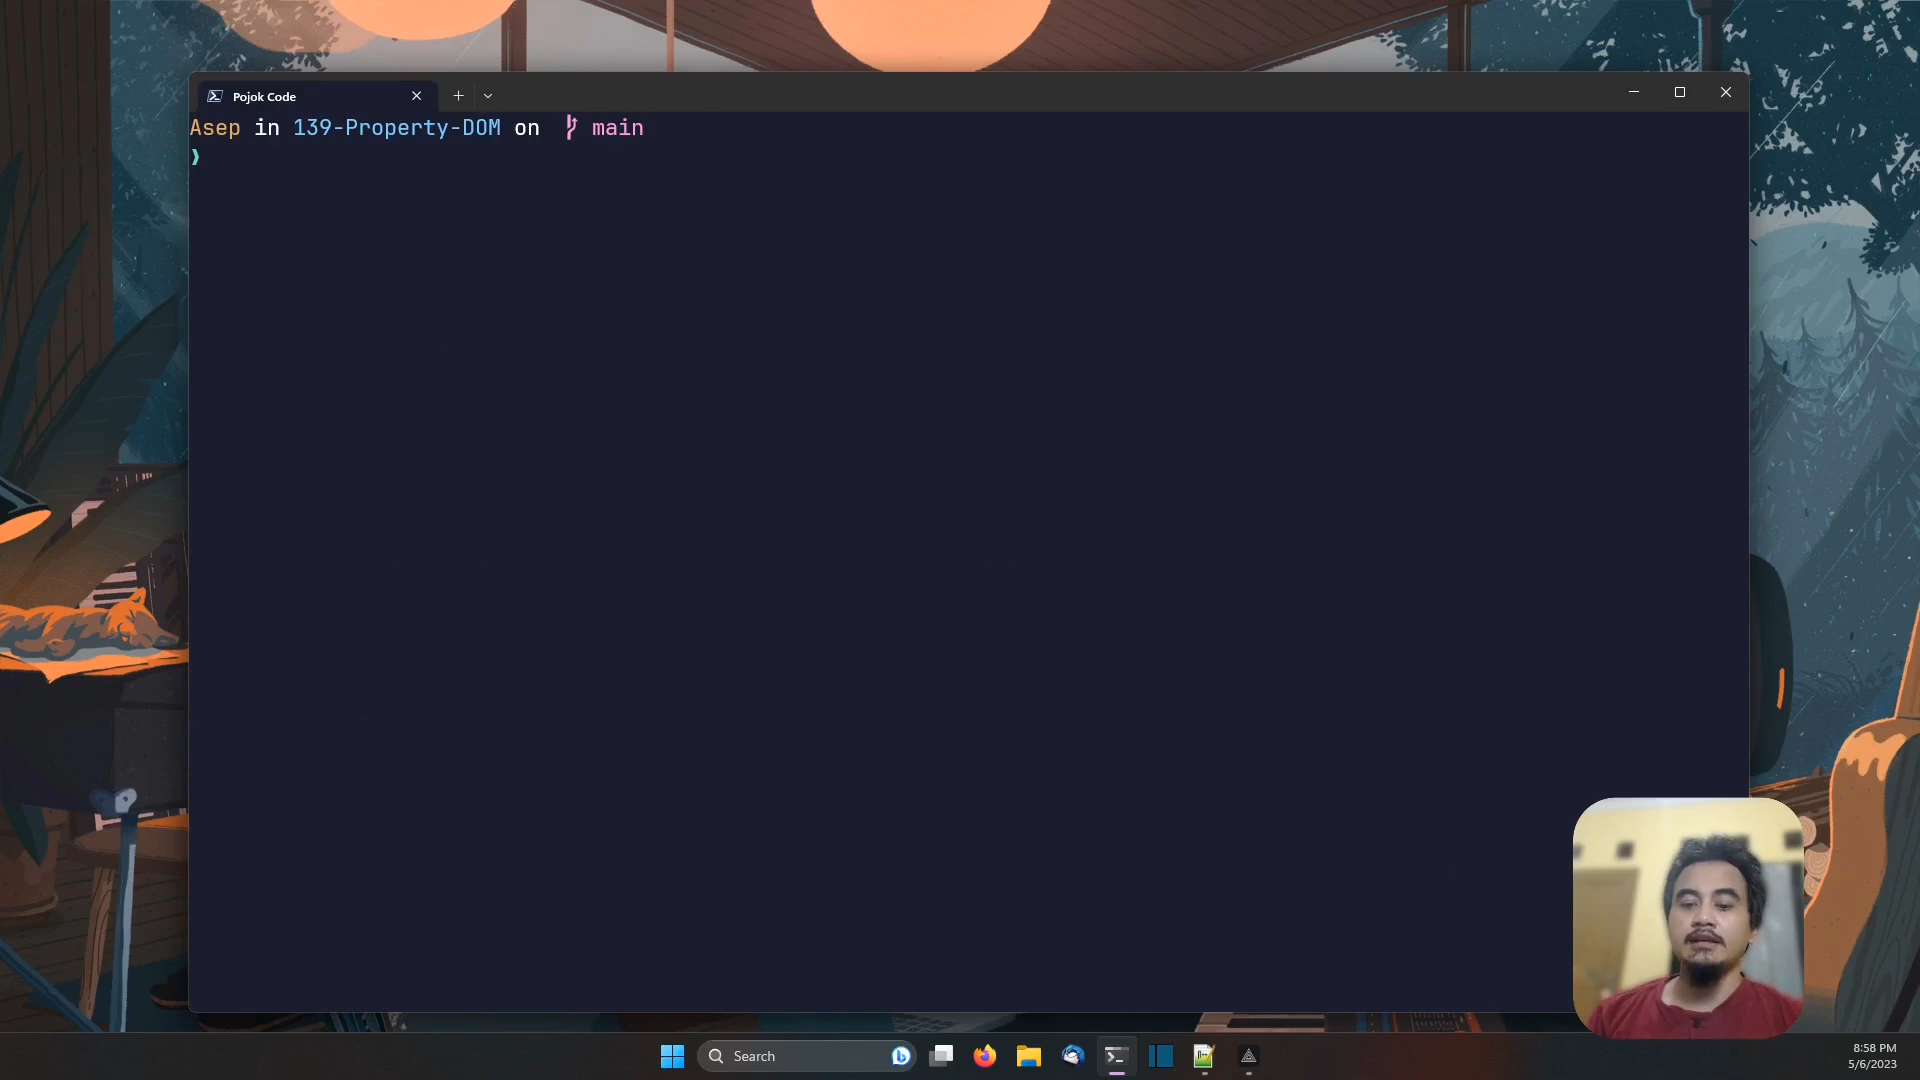 Pojok Code
Asep in 139-Property-DOM on main
❯
Search
8:58 PM
5/6/2023